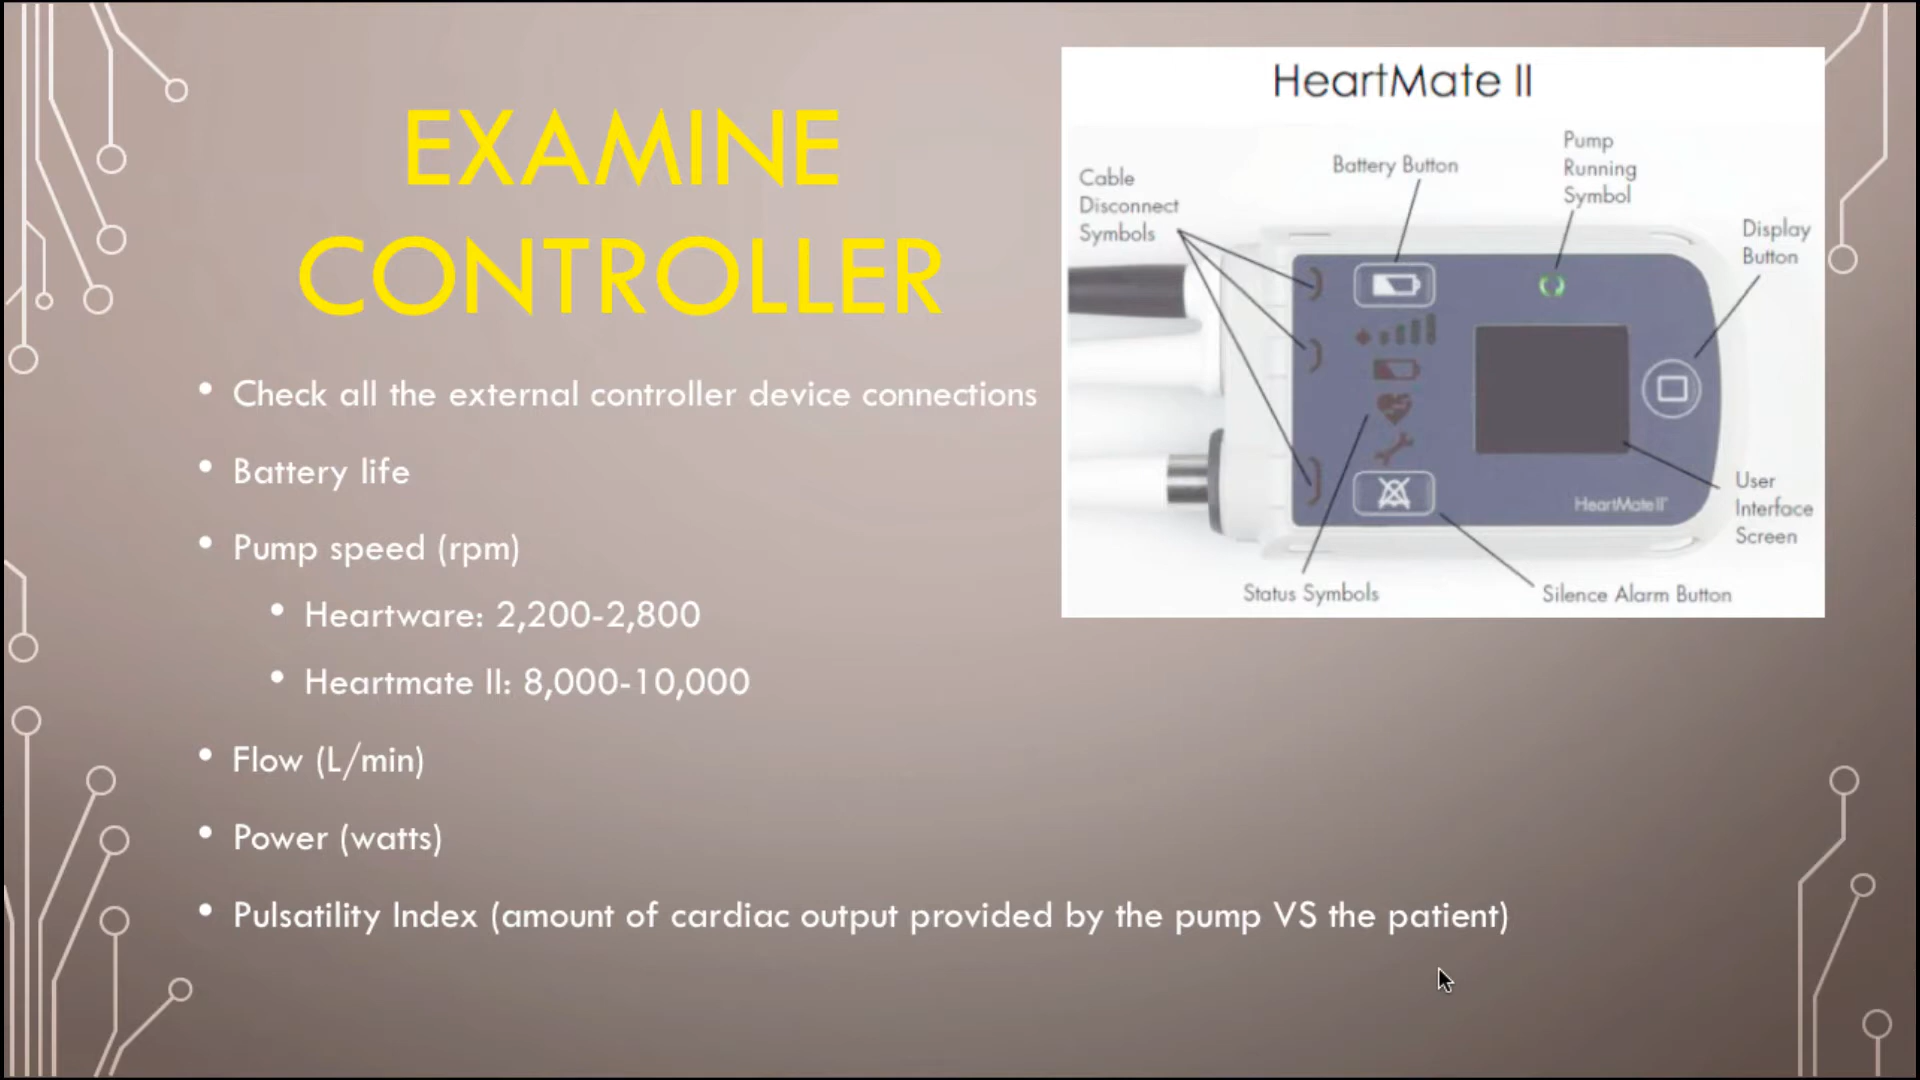 EXAMINE
CONTROLLER
• Check all the external controller device connections
• Battery life
• Pump speed (rpm)
• Heartware: 2,200-2,800
• Heartmate II: 8,000-10,000
• Flow (L/min)
• Power (watts)
• Pulsatility Index (amount of cardiac output provided by the pump VS the patient)
HeartMate II
Cable
Disconnect
Symbols
Battery Button
Pump
Running
Symbol
Display
Button
HeartMate II®
User
Interface
Screen
Status Symbols
Silence Alarm Button